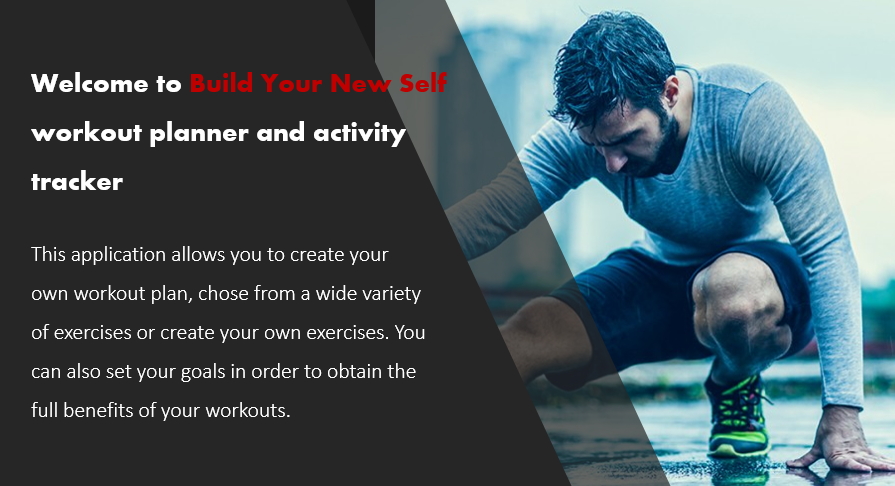 Welcome to Build Your New Self
workout planner and activity
tracker
This application allows you to create your
own workout plan, chose from a wide variety
of exercises or create your own exercises. You
can also set your goals in order to obtain the
full benefits of your workouts.